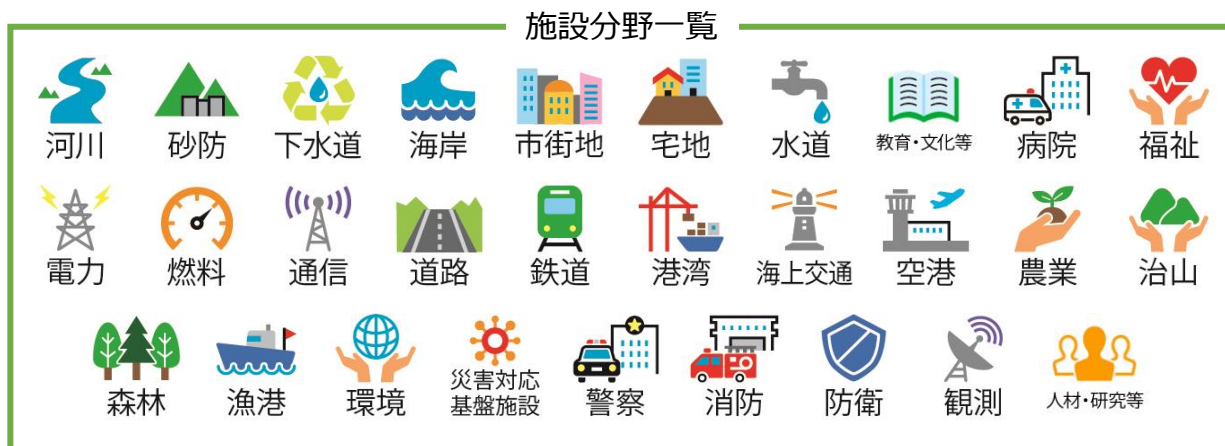 施設分野一覧
河川 砂防 下水道 海岸 市街地 宅地 水道 教育・文化等 病院 福祉
電力 燃料 通信 道路 鉄道 港湾 海上交通 空港 農業 治山
森林 漁港 環境 災害対応 基盤施設 警察 消防 防衛 観測 人材・研究等